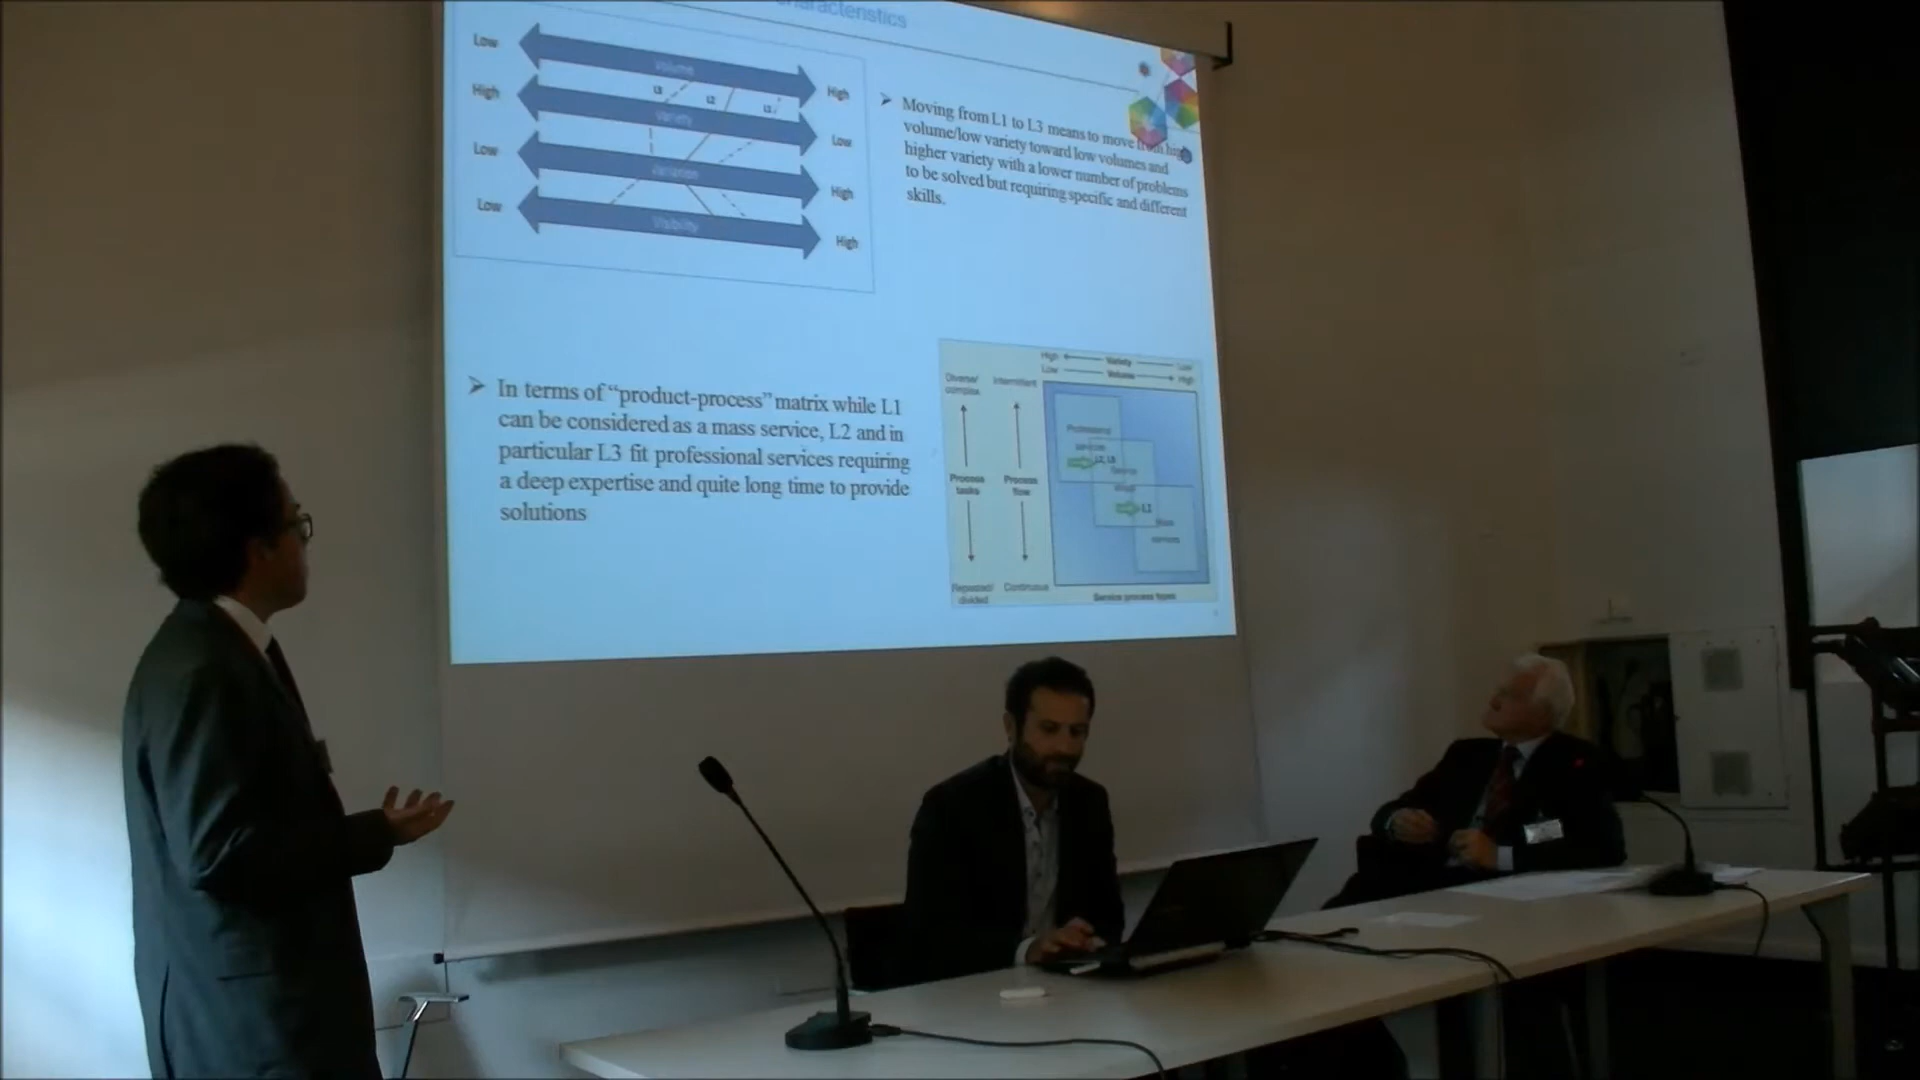 characteristics
Low
Volume
High
L3
L2
L1
High
Variety
Low
Low
Variation
High
Low
Visibility
High
➢ Moving from L1 to L3 means to move from high
volume/low variety toward low volumes and
higher variety with a lower number of problems
to be solved but requiring specific and different
skills.
➢ In terms of “product-process” matrix while L1
can be considered as a mass service, L2 and in
particular L3 fit professional services requiring
a deep expertise and quite long time to provide
solutions
High Variety Low
Low Volume High
Diverse/
complex
Intermittent
Process
tasks
Process
flow
Repeated/
divided
Continuous
Professional
services
L2, L3
Service
shop
L1
Mass
services
Service process types